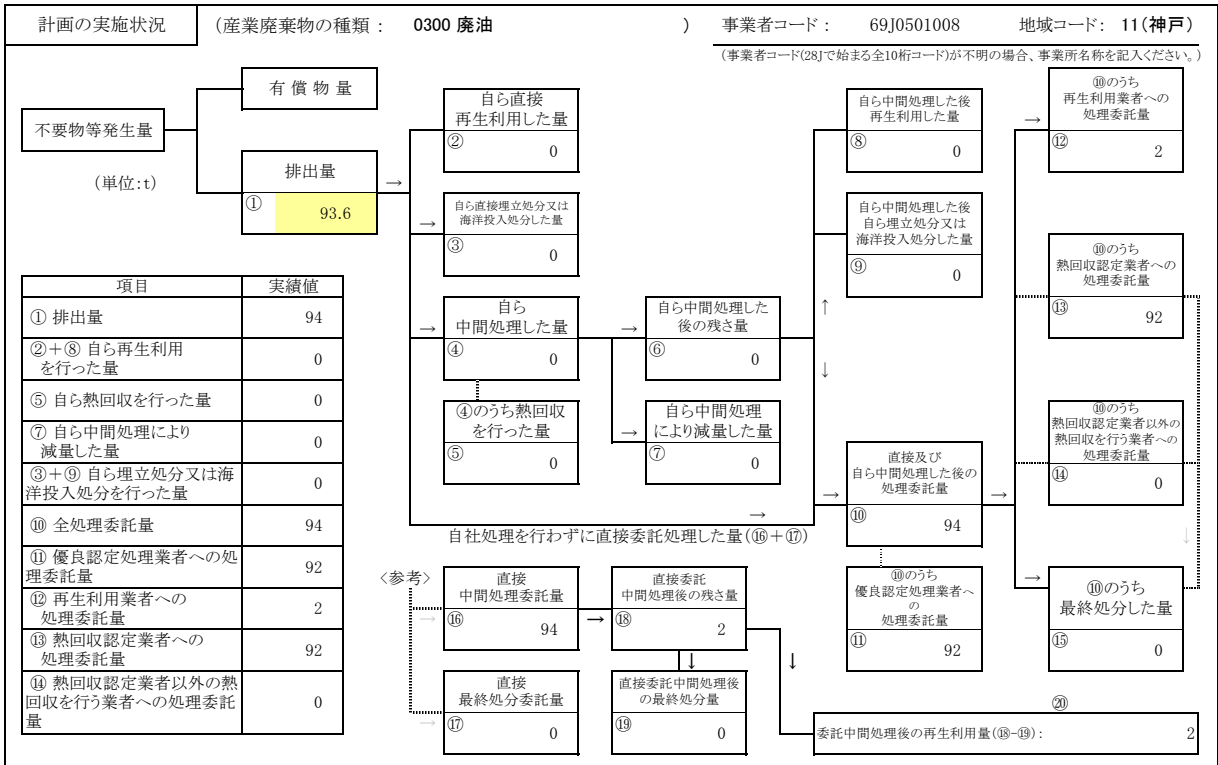 計画の実施状況
（産業廃棄物の種類： 0300 廃油 ）
事業者コード： 69J0501008
地域コード： 11（神戸）
（事業者コード(28Jで始まる全10桁コード)が不明の場合、事業所名称を記入ください。）
不要物等発生量
有 償 物 量
（単位:t）
排出量
→
① 93.6
自ら直接
再生利用した量
② 0
→
自ら直接埋立処分又は
海洋投入処分した量
③ 0
→
自ら
中間処理した量
④ 0
④のうち熱回収
を行った量
⑤ 0
→
自ら中間処理した
後の残さ量
⑥ 0
→
自ら中間処理
により減量した量
⑦ 0
自ら中間処理した後
再生利用した量
⑧ 0
自ら中間処理した後
自ら埋立処分又は
海洋投入処分した量
⑨ 0
↑
↓
→
直接及び
自ら中間処理した後の
処理委託量
⑩ 94
→
⑩のうち
優良認定処理業者へ
の
処理委託量
⑪ 92
→
⑩のうち
再生利用業者への
処理委託量
⑫ 2
⑩のうち
熱回収認定業者への
処理委託量
⑬ 92
⑩のうち
熱回収認定業者以外の
熱回収を行う業者への
処理委託量
⑭ 0
↓
→
⑩のうち
最終処分した量
⑮ 0
→
自社処理を行わずに直接委託処理した量(⑯＋⑰)
〈参考〉
→
直接
中間処理委託量
⑯ 94
→
直接委託
中間処理後の残さ量
⑱ 2
↓
↓
→
直接
最終処分委託量
⑰ 0
直接委託中間処理後
の最終処分量
⑲ 0
⑳
委託中間処理後の再生利用量(⑱-⑲)： 2
項目 実績値
① 排出量 94
②＋⑧ 自ら再生利用
を行った量 0
⑤ 自ら熱回収を行った量 0
⑦ 自ら中間処理により
減量した量 0
③＋⑨ 自ら埋立処分又は海
洋投入処分を行った量 0
⑩ 全処理委託量 94
⑪ 優良認定処理業者への処
理委託量 92
⑫ 再生利用業者への
処理委託量 2
⑬ 熱回収認定業者への
処理委託量 92
⑭ 熱回収認定業者以外の熱
回収を行う業者への処理委託
量 0